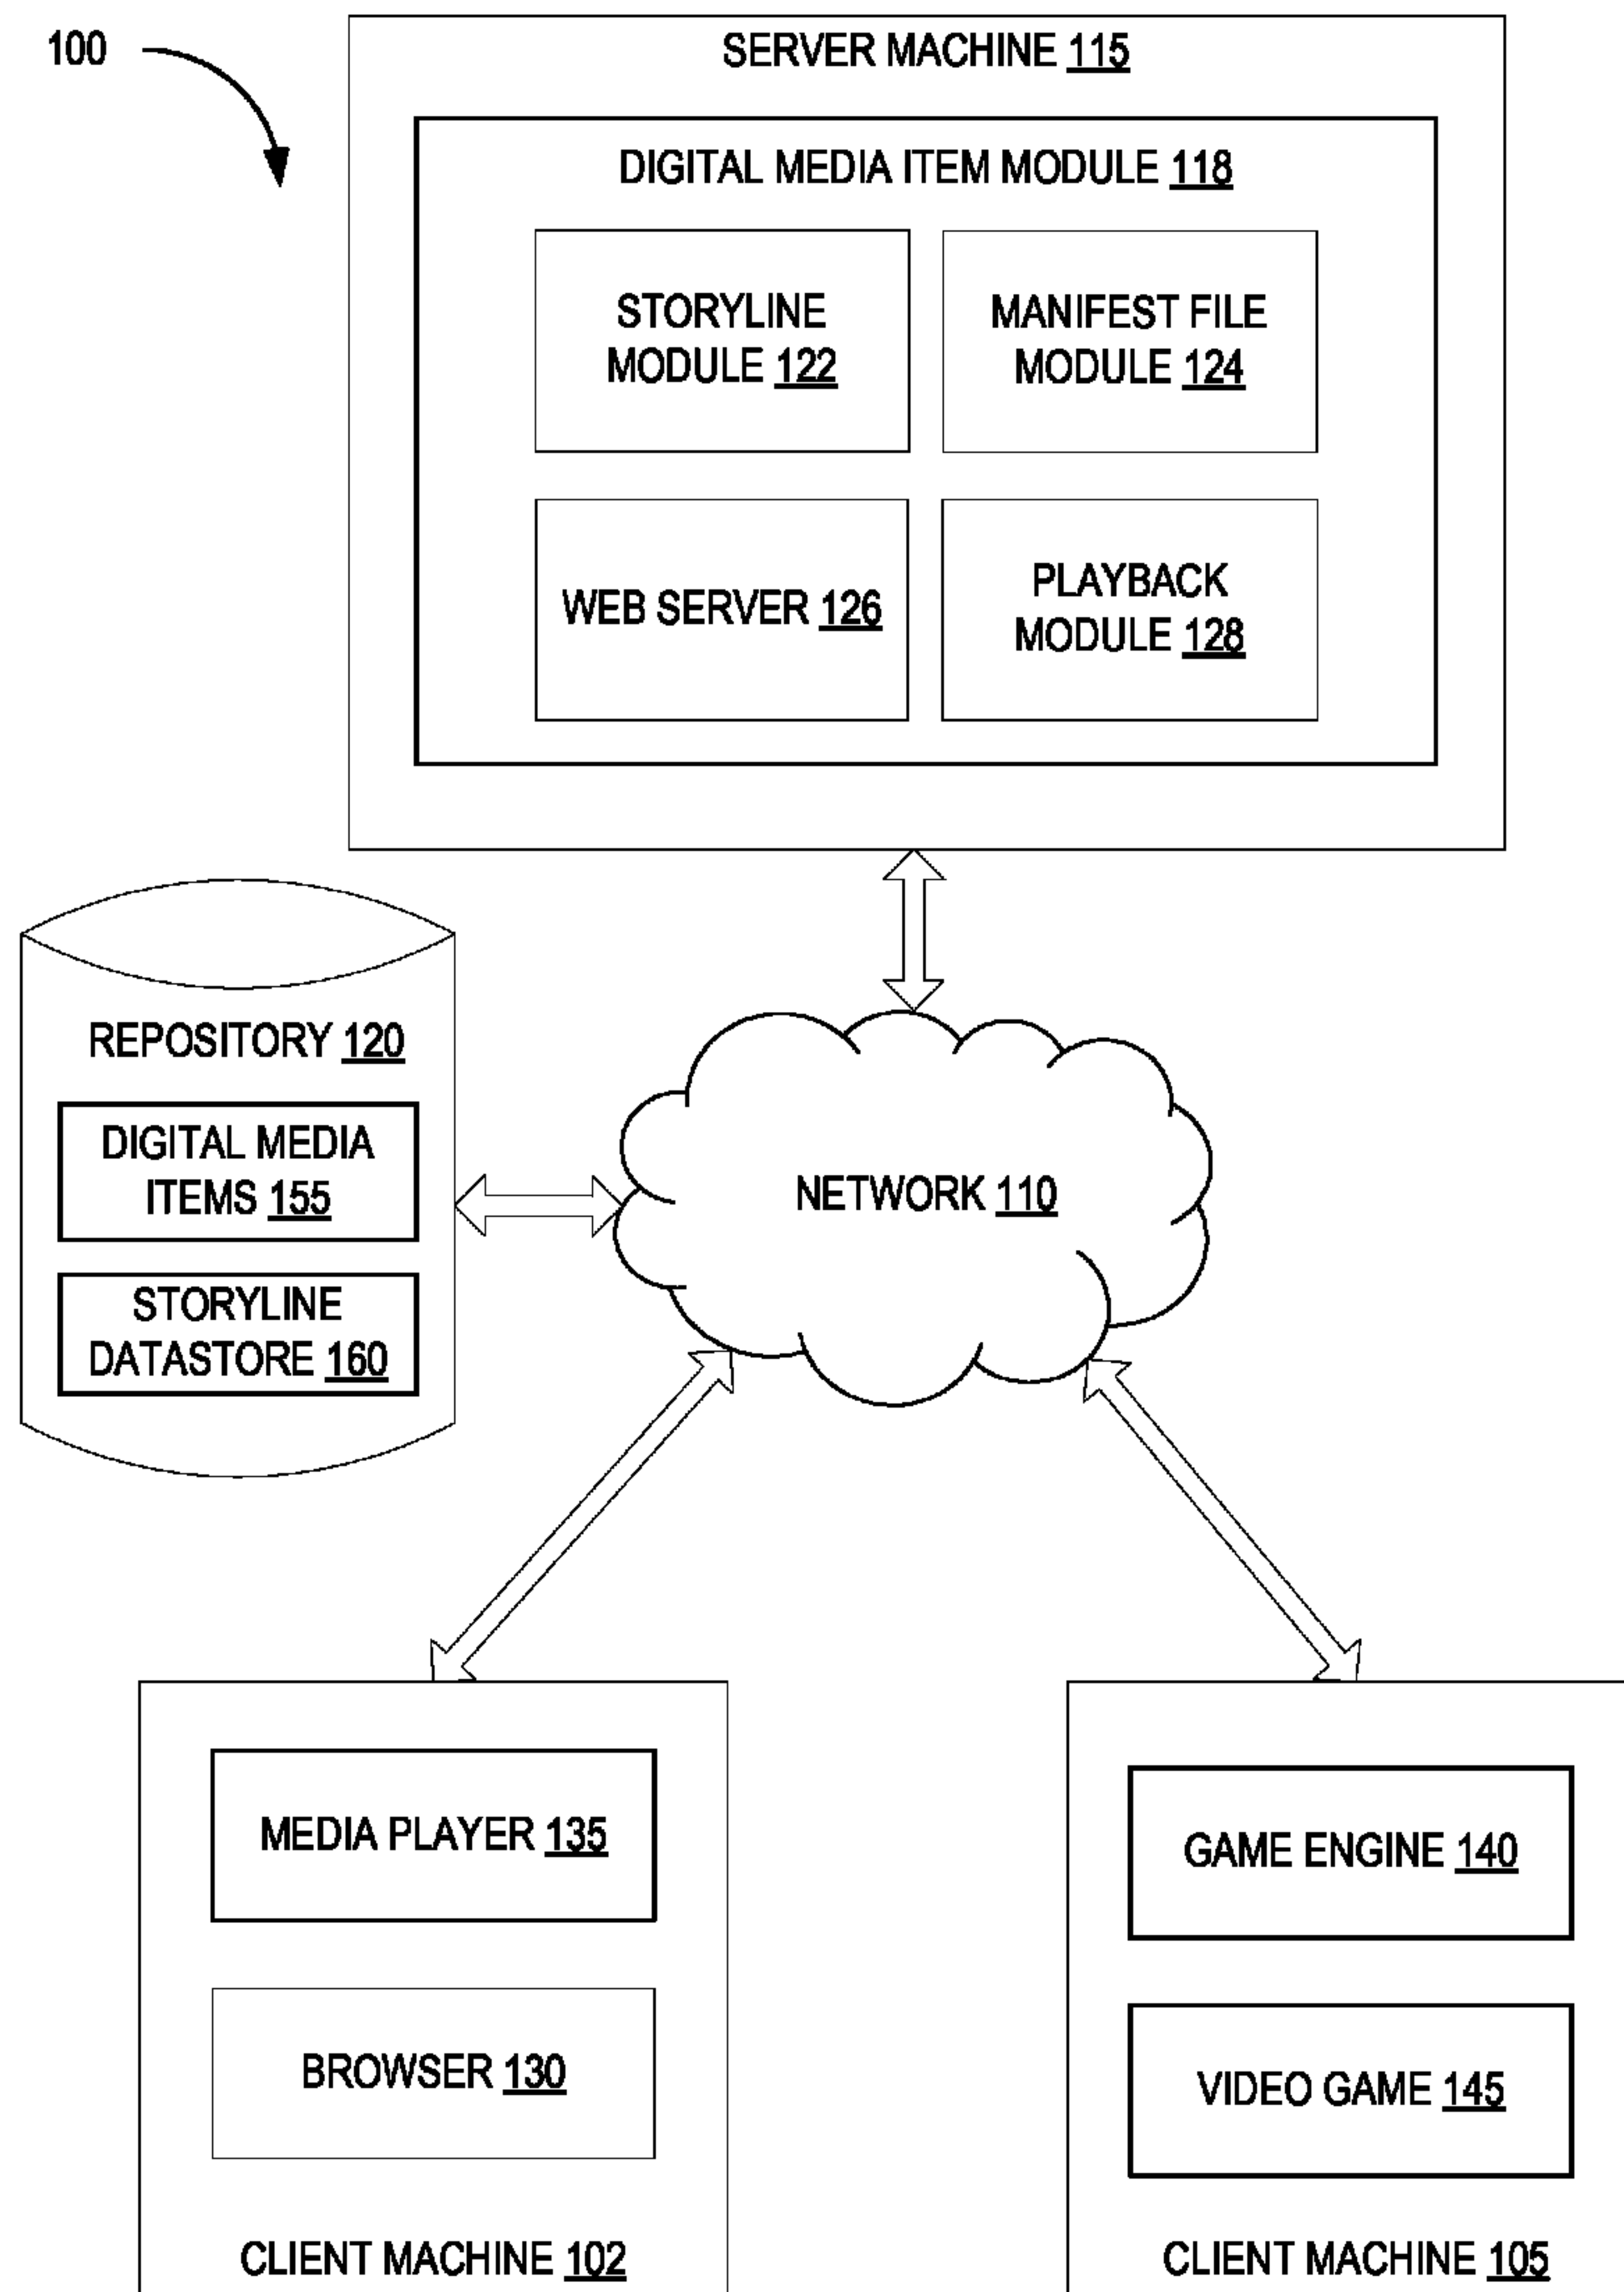 100
SERVER MACHINE 115
DIGITAL MEDIA ITEM MODULE 118
STORYLINE
MODULE 122
MANIFEST FILE
MODULE 124
WEB SERVER 126
PLAYBACK
MODULE 128
REPOSITORY 120
DIGITAL MEDIA
ITEMS 155
STORYLINE
DATASTORE 160
NETWORK 110
MEDIA PLAYER 135
BROWSER 130
CLIENT MACHINE 102
GAME ENGINE 140
VIDEO GAME 145
CLIENT MACHINE 105